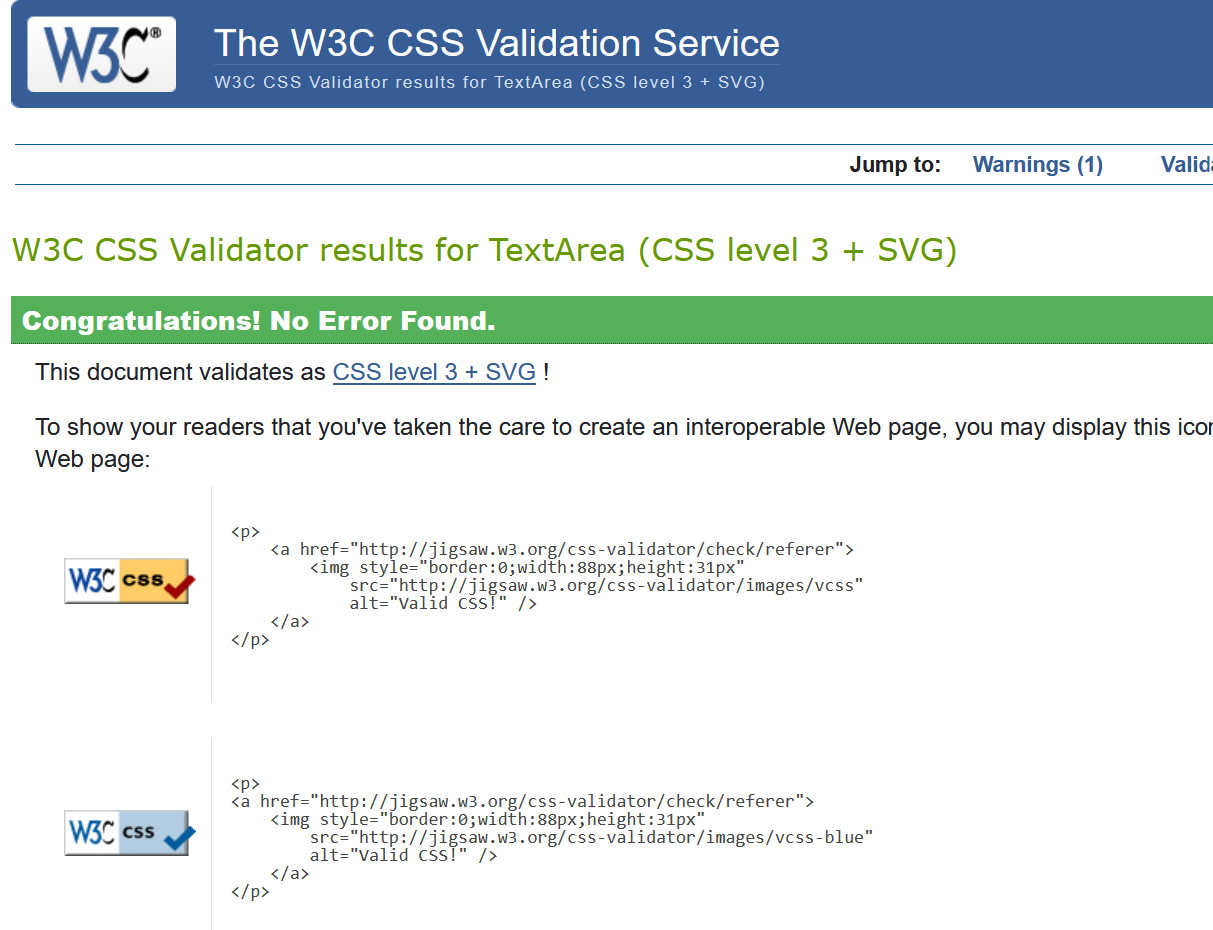 W3C®
The W3C CSS Validation Service
W3C CSS Validator results for TextArea (CSS level 3 + SVG)
Jump to: Warnings (1)
W3C CSS Validator results for TextArea (CSS level 3 + SVG)
Congratulations! No Error Found.
This document validates as CSS level 3 + SVG !
To show your readers that you've taken the care to create an interoperable Web page, you may display this
Web page:
<p>
<a href="http://jigsaw.w3.org/css-validator/check/referer">
<img style="border:0;width:88px;height:31px"
src="http://jigsaw.w3.org/css-validator/images/vcss"
alt="Valid CSS!" />
</a>
</p>
W3C css
<p>
<a href="http://jigsaw.w3.org/css-validator/check/referer">
<img style="border:0;width:88px;height:31px"
src="http://jigsaw.w3.org/css-validator/images/vcss-blue"
alt="Valid CSS!" />
</a>
</p>
W3C css